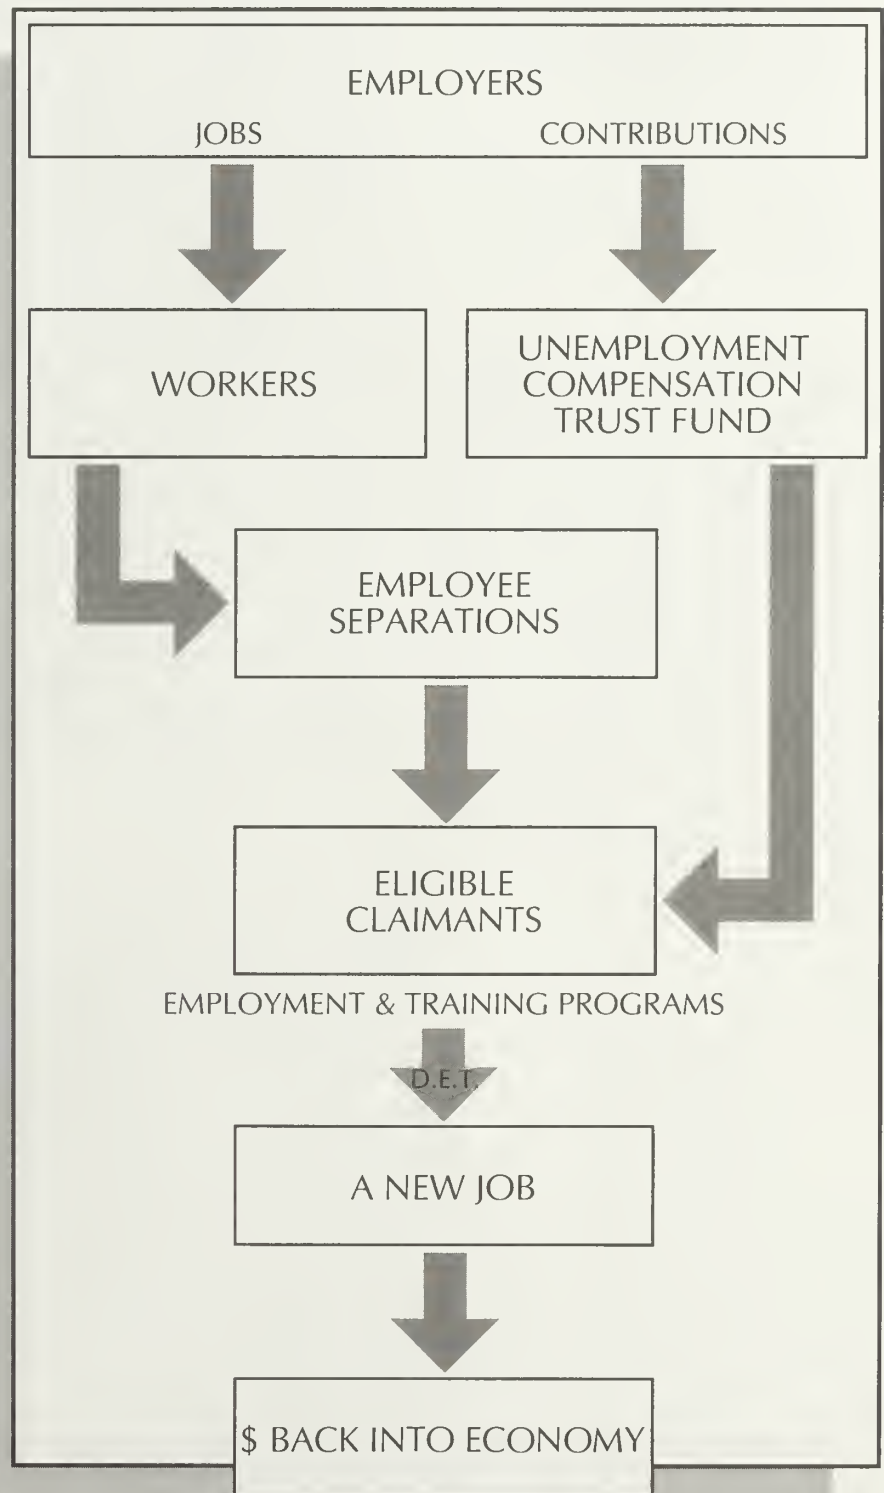 EMPLOYERS
JOBS CONTRIBUTIONS
WORKERS
UNEMPLOYMENT
COMPENSATION
TRUST FUND
EMPLOYEE
SEPARATIONS
ELIGIBLE
CLAIMANTS
EMPLOYMENT & TRAINING PROGRAMS
D.E.T.
A NEW JOB
$ BACK INTO ECONOMY